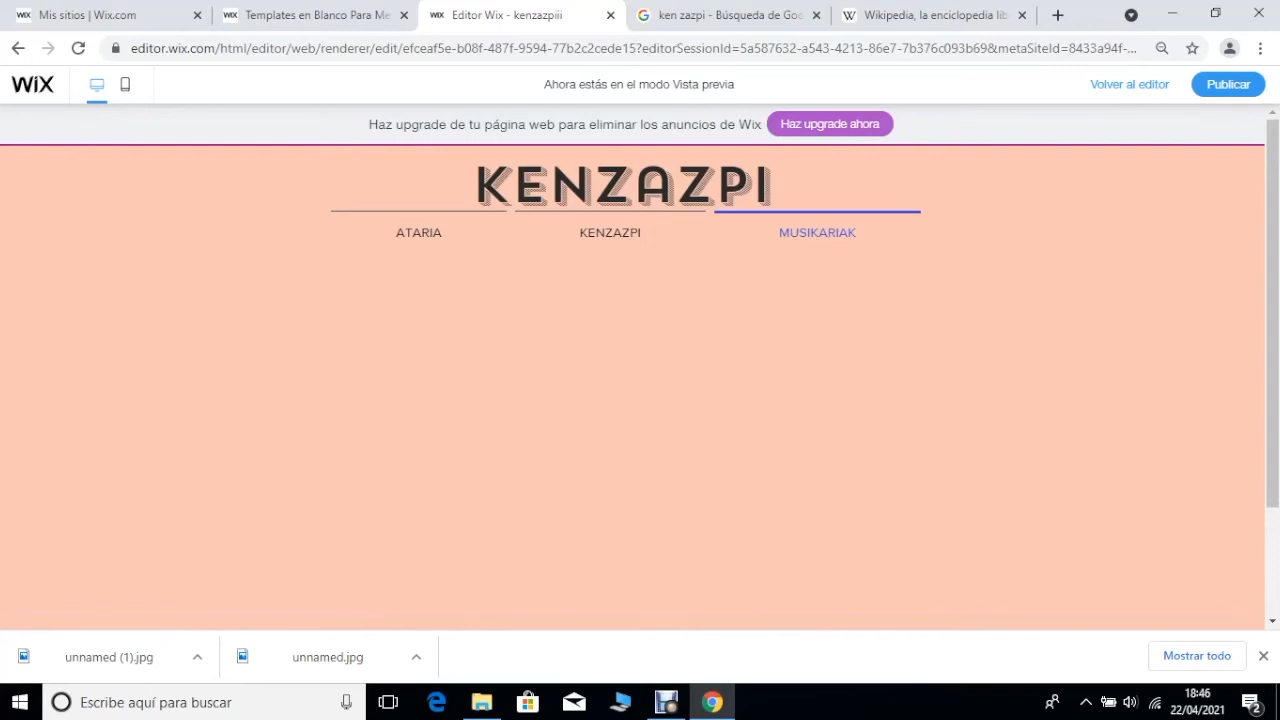 Mis sitios | Wix.com
Templates en Blanco Para Me
Editor Wix - kenzazpiii
ken zazpi - Búsqueda de Goo
Wikipedia, la enciclopedia lib
editor.wix.com/html/editor/web/renderer/edit/efceaf5e-b08f-487f-9594-77b2c2cede15?editorSessionId=5a587632-a543-4213-86e7-7b376c093b69&metaSiteId=8433a94f-...
WiX
Ahora estás en el modo Vista previa
Volver al editor
Publicar
Haz upgrade de tu página web para eliminar los anuncios de Wix
Haz upgrade ahora
KENZAZPI
ATARIA
KENZAZPI
MUSIKARIAK
unnamed (1).jpg
unnamed.jpg
Mostrar todo
Escribe aquí para buscar
18:46
22/04/2021
2